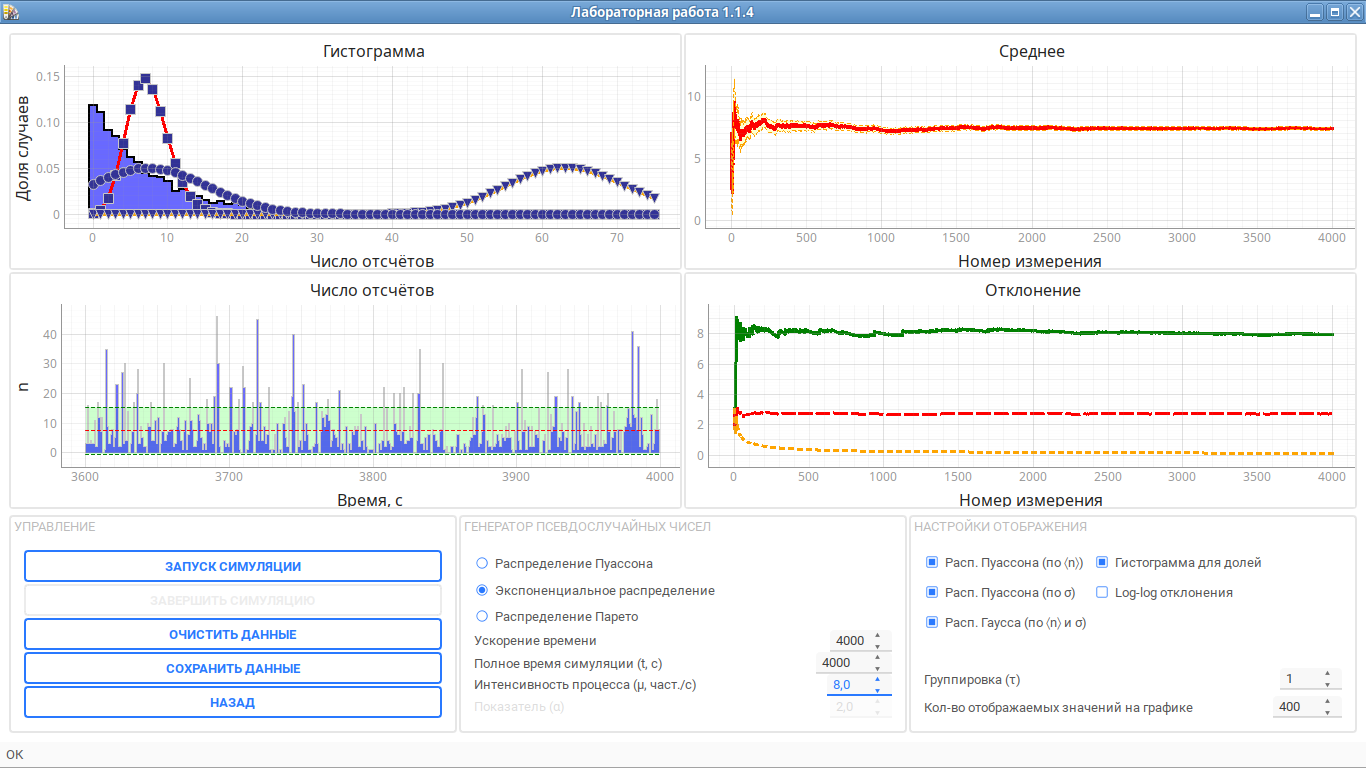 Лабораторная работа 1.1.4
Гистограмма
Доля случаев
0.15
0.10
0.05
0
0 10 20 30 40 50 60 70
Число отсчётов
Среднее
10
5
0
0 500 1000 1500 2000 2500 3000 3500 4000
Номер измерения
Число отсчётов
n
40
30
20
10
0
3600 3700 3800 3900 4000
Время, с
Отклонение
8
6
4
2
0
0 500 1000 1500 2000 2500 3000 3500 4000
Номер измерения
УПРАВЛЕНИЕ
ЗАПУСК СИМУЛЯЦИИ
ЗАВЕРШИТЬ СИМУЛЯЦИЮ
ОЧИСТИТЬ ДАННЫЕ
СОХРАНИТЬ ДАННЫЕ
НАЗАД
ГЕНЕРАТОР ПСЕВДОСЛУЧАЙНЫХ ЧИСЕЛ
Распределение Пуассона
Экспоненциальное распределение
Распределение Парето
Ускорение времени 4000
Полное время симуляции (t, с) 4000
Интенсивность процесса (μ, част./с) 8,0
Показатель (α) 2,0
НАСТРОЙКИ ОТОБРАЖЕНИЯ
Расп. Пуассона (по ⟨n⟩) Гистограмма для долей
Расп. Пуассона (по σ) Log-log отклонения
Расп. Гаусса (по ⟨n⟩ и σ)
Группировка (τ) 1
Кол-во отображаемых значений на графике 400
ОК